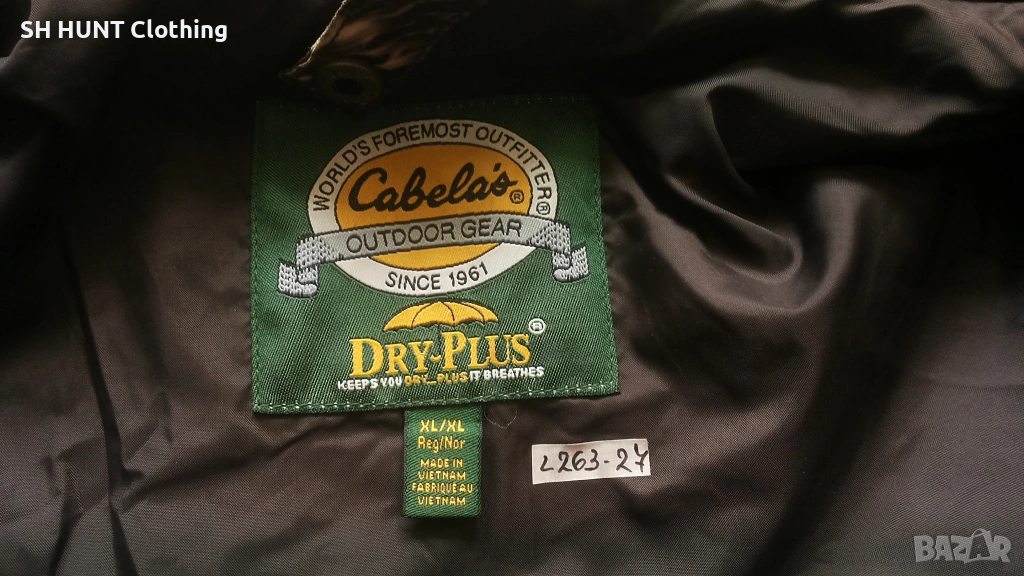 SH HUNT Clothing
WORLD'S FOREMOST OUTFITTER®
Cabela's®
OUTDOOR GEAR
SINCE 1961
DRY-PLUS®
KEEPS YOU DRY...PLUS IT BREATHES
XL/XL
Reg/Nor
MADE IN
VIETNAM
FABRIQUE AU
VIETNAM
L263-27
BAZAR